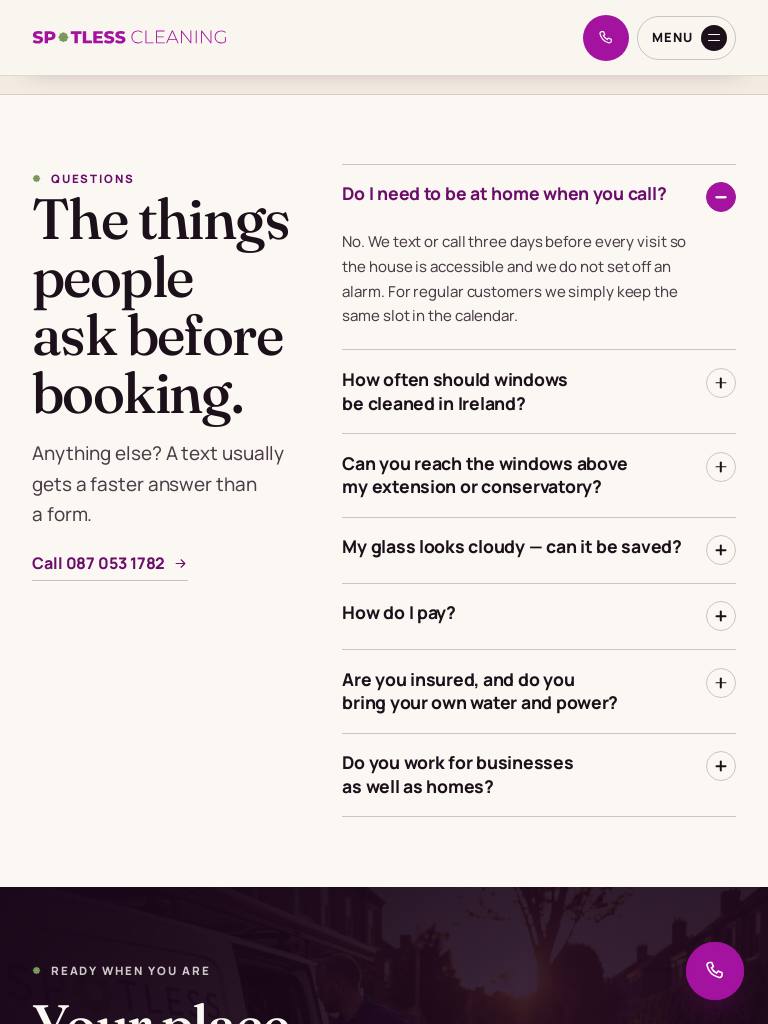 SPTLESS CLEANING
MENU
QUESTIONS
The things
people
ask before
booking.
Anything else? A text usually
gets a faster answer than
a form.
Call 087 053 1782 →
Do I need to be at home when you call?
No. We text or call three days before every visit so
the house is accessible and we do not set off an
alarm. For regular customers we simply keep the
same slot in the calendar.
How often should windows
be cleaned in Ireland?
Can you reach the windows above
my extension or conservatory?
My glass looks cloudy — can it be saved?
How do I pay?
Are you insured, and do you
bring your own water and power?
Do you work for businesses
as well as homes?
READY WHEN YOU ARE
Your place